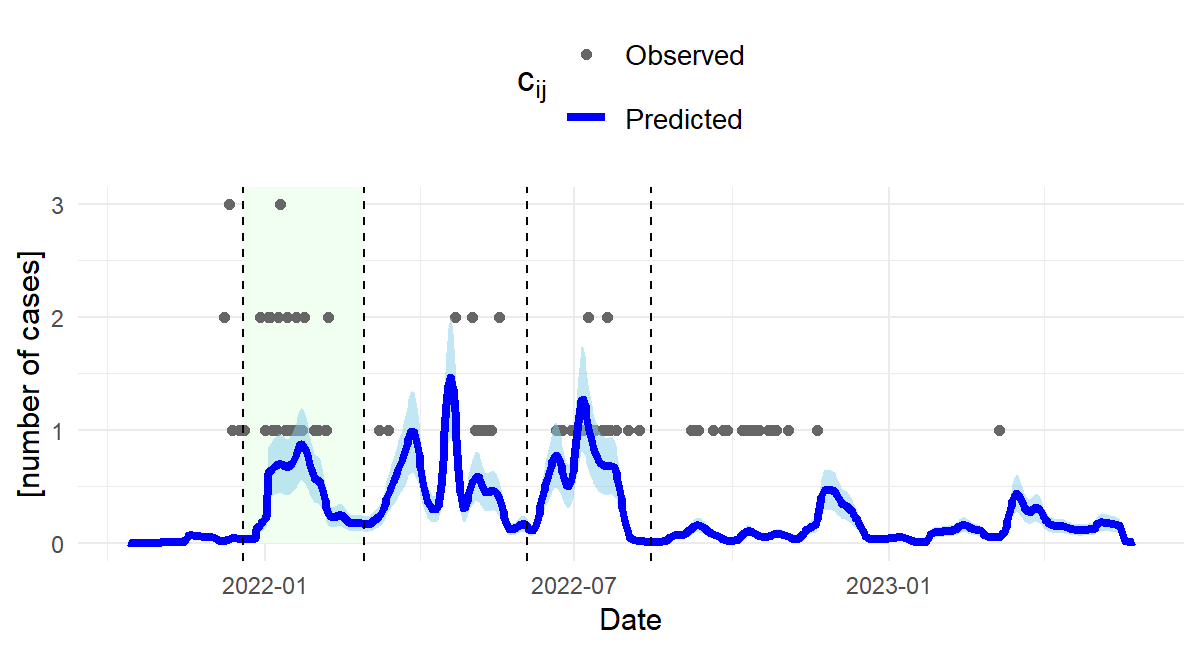 c_ij
Observed
Predicted
[number of cases]
3
2
1
0
2022-01
2022-07
2023-01
Date